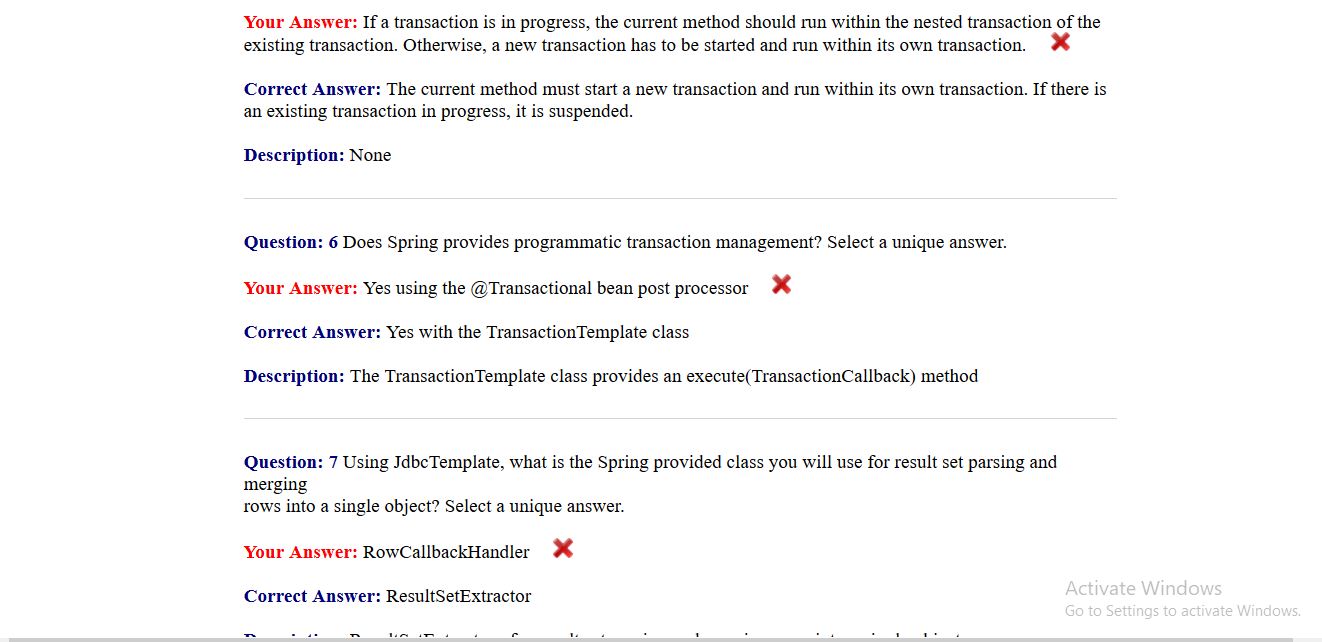 Your Answer: If a transaction is in progress, the current method should run within the nested transaction of the
existing transaction. Otherwise, a new transaction has to be started and run within its own transaction.
Correct Answer: The current method must start a new transaction and run within its own transaction. If there is
an existing transaction in progress, it is suspended.
Description: None
Question: 6 Does Spring provides programmatic transaction management? Select a unique answer.
Your Answer: Yes using the @Transactional bean post processor
Correct Answer: Yes with the TransactionTemplate class
Description: The TransactionTemplate class provides an execute(TransactionCallback) method
Question: 7 Using JdbcTemplate, what is the Spring provided class you will use for result set parsing and
merging
rows into a single object? Select a unique answer.
Your Answer: RowCallbackHandler
Correct Answer: ResultSetExtractor
Activate Windows
Go to Settings to activate Windows.